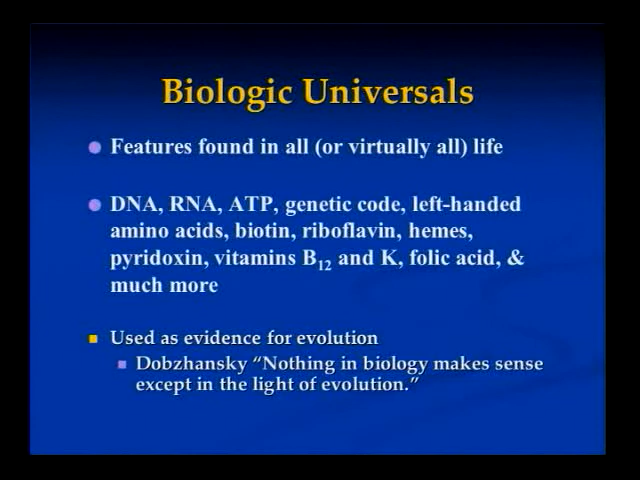 Biologic Universals
Features found in all (or virtually all) life
DNA, RNA, ATP, genetic code, left-handed
amino acids, biotin, riboflavin, hemes,
pyridoxin, vitamins B12 and K, folic acid, &
much more
Used as evidence for evolution
Dobzhansky “Nothing in biology makes sense
except in the light of evolution.”